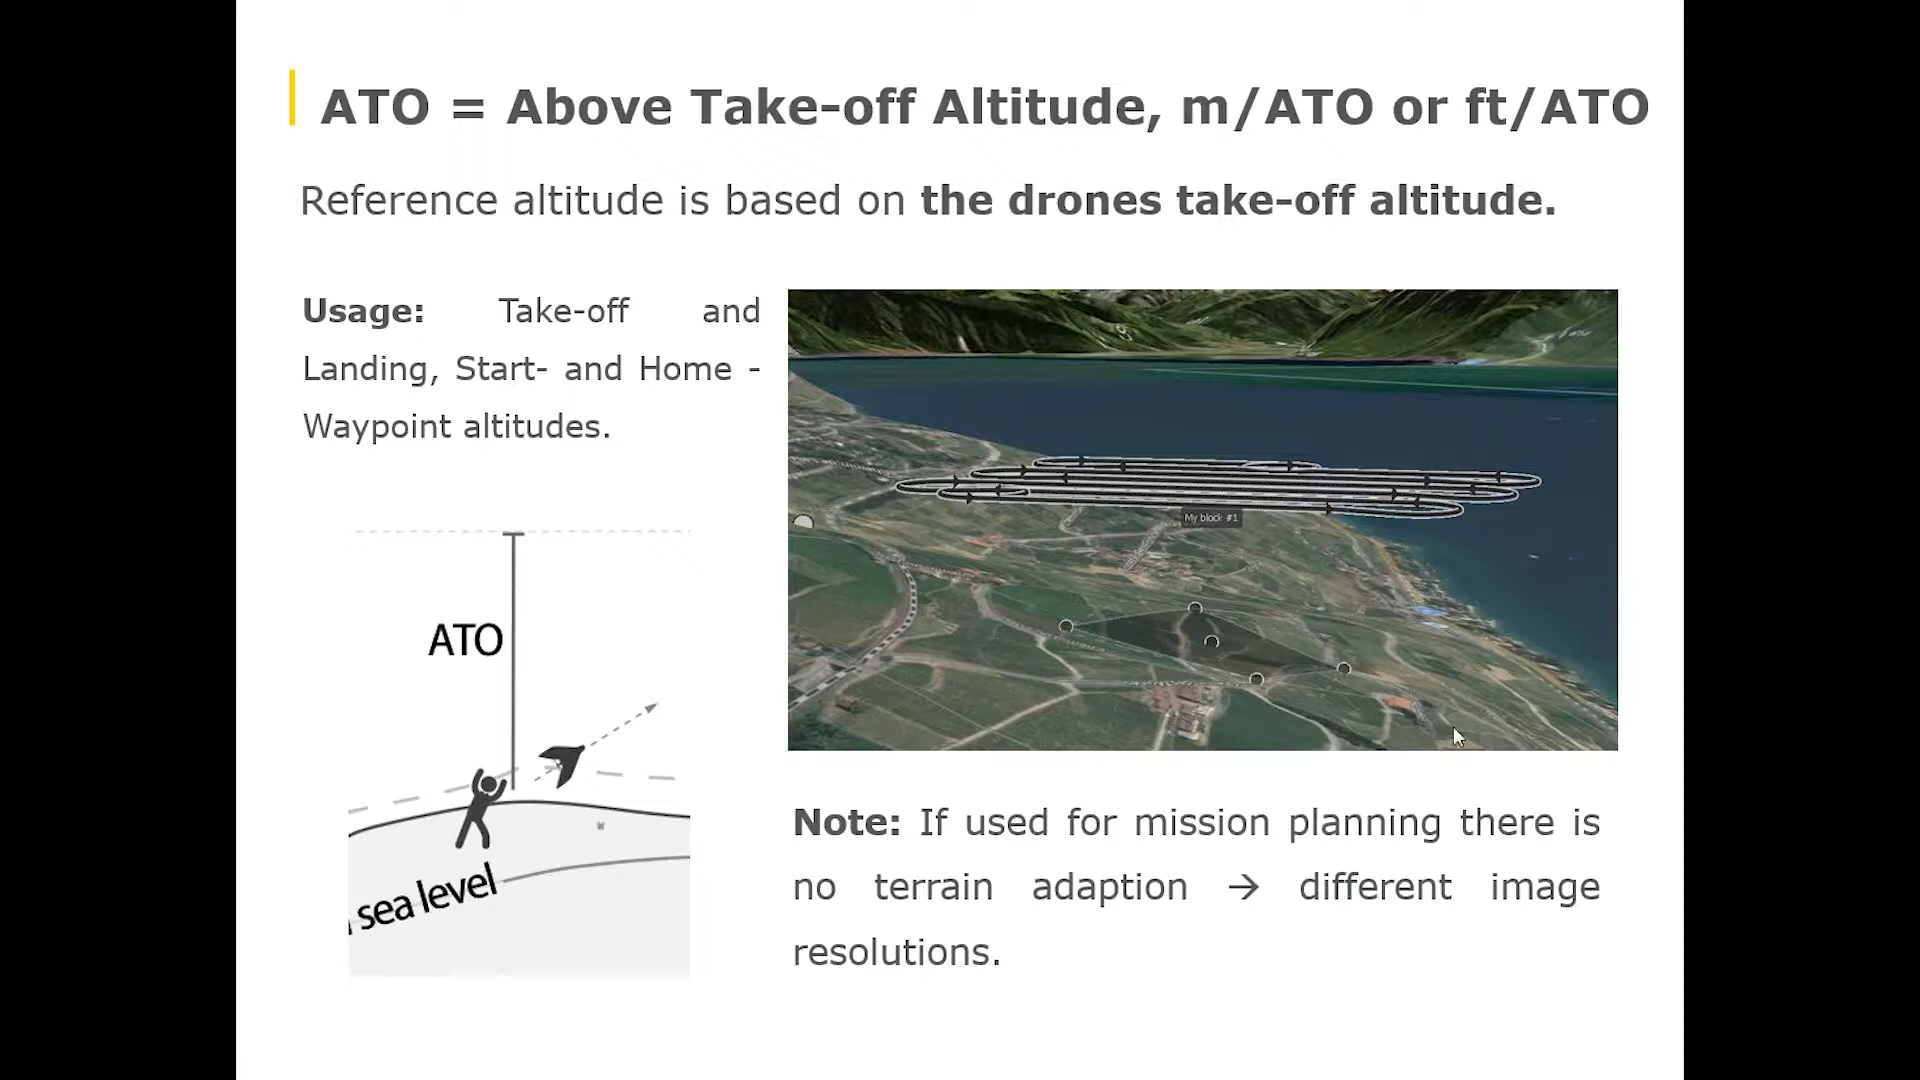 ATO = Above Take-off Altitude, m/ATO or ft/ATO
Reference altitude is based on the drones take-off altitude.
Usage: Take-off and
Landing, Start- and Home -
Waypoint altitudes.
My block #1
ATO
sea level
Note: If used for mission planning there is
no terrain adaption → different image
resolutions.